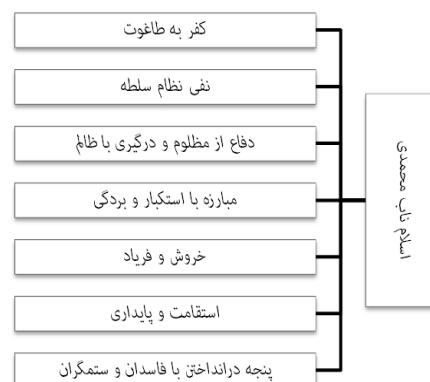 اسلام ناب محمدی
کفر به طاغوت
نفی نظام سلطه
دفاع از مظلوم و درگیری با ظالم
مبارزه با استکبار و بردگی
خروش و فریاد
استقامت و پایداری
پنجه درانداختن با فاسدان و ستمگران